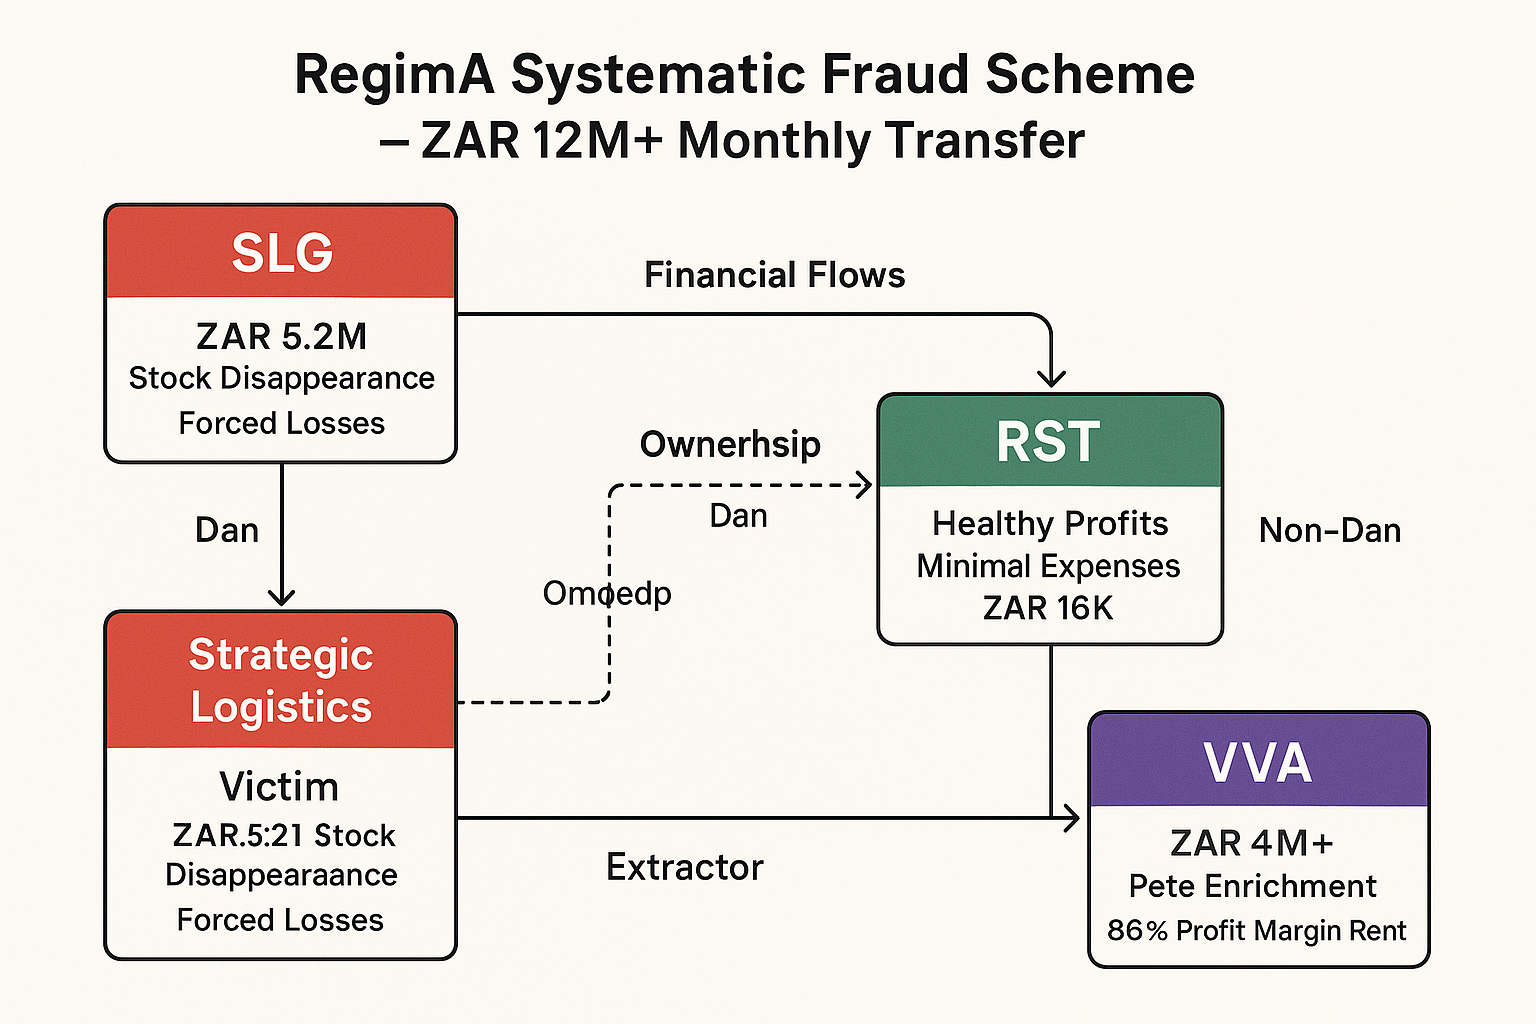 RegimA Systematic Fraud Scheme
– ZAR 12M+ Monthly Transfer
SLG
ZAR 5.2M
Stock Disappearance
Forced Losses
Financial Flows
Ownerhsip
Dan
RST
Healthy Profits
Minimal Expenses
ZAR 16K
Non-Dan
Dan
Omoedp
Strategic
Logistics
Victim
ZAR.5:21 Stock
Disappearaance
Forced Losses
Extractor
VVA
ZAR 4M+
Pete Enrichment
86% Profit Margin Rent